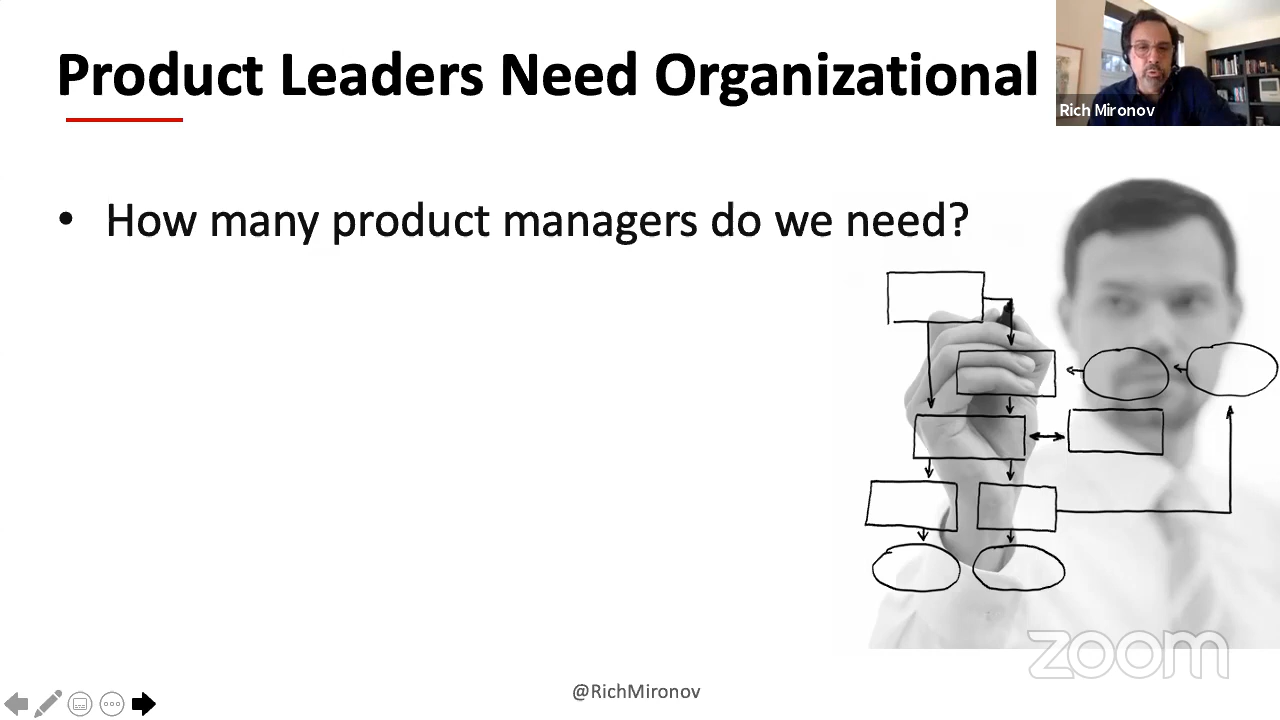 Product Leaders Need Organizational
Rich Mironov
• How many product managers do we need?
zoom
@RichMironov